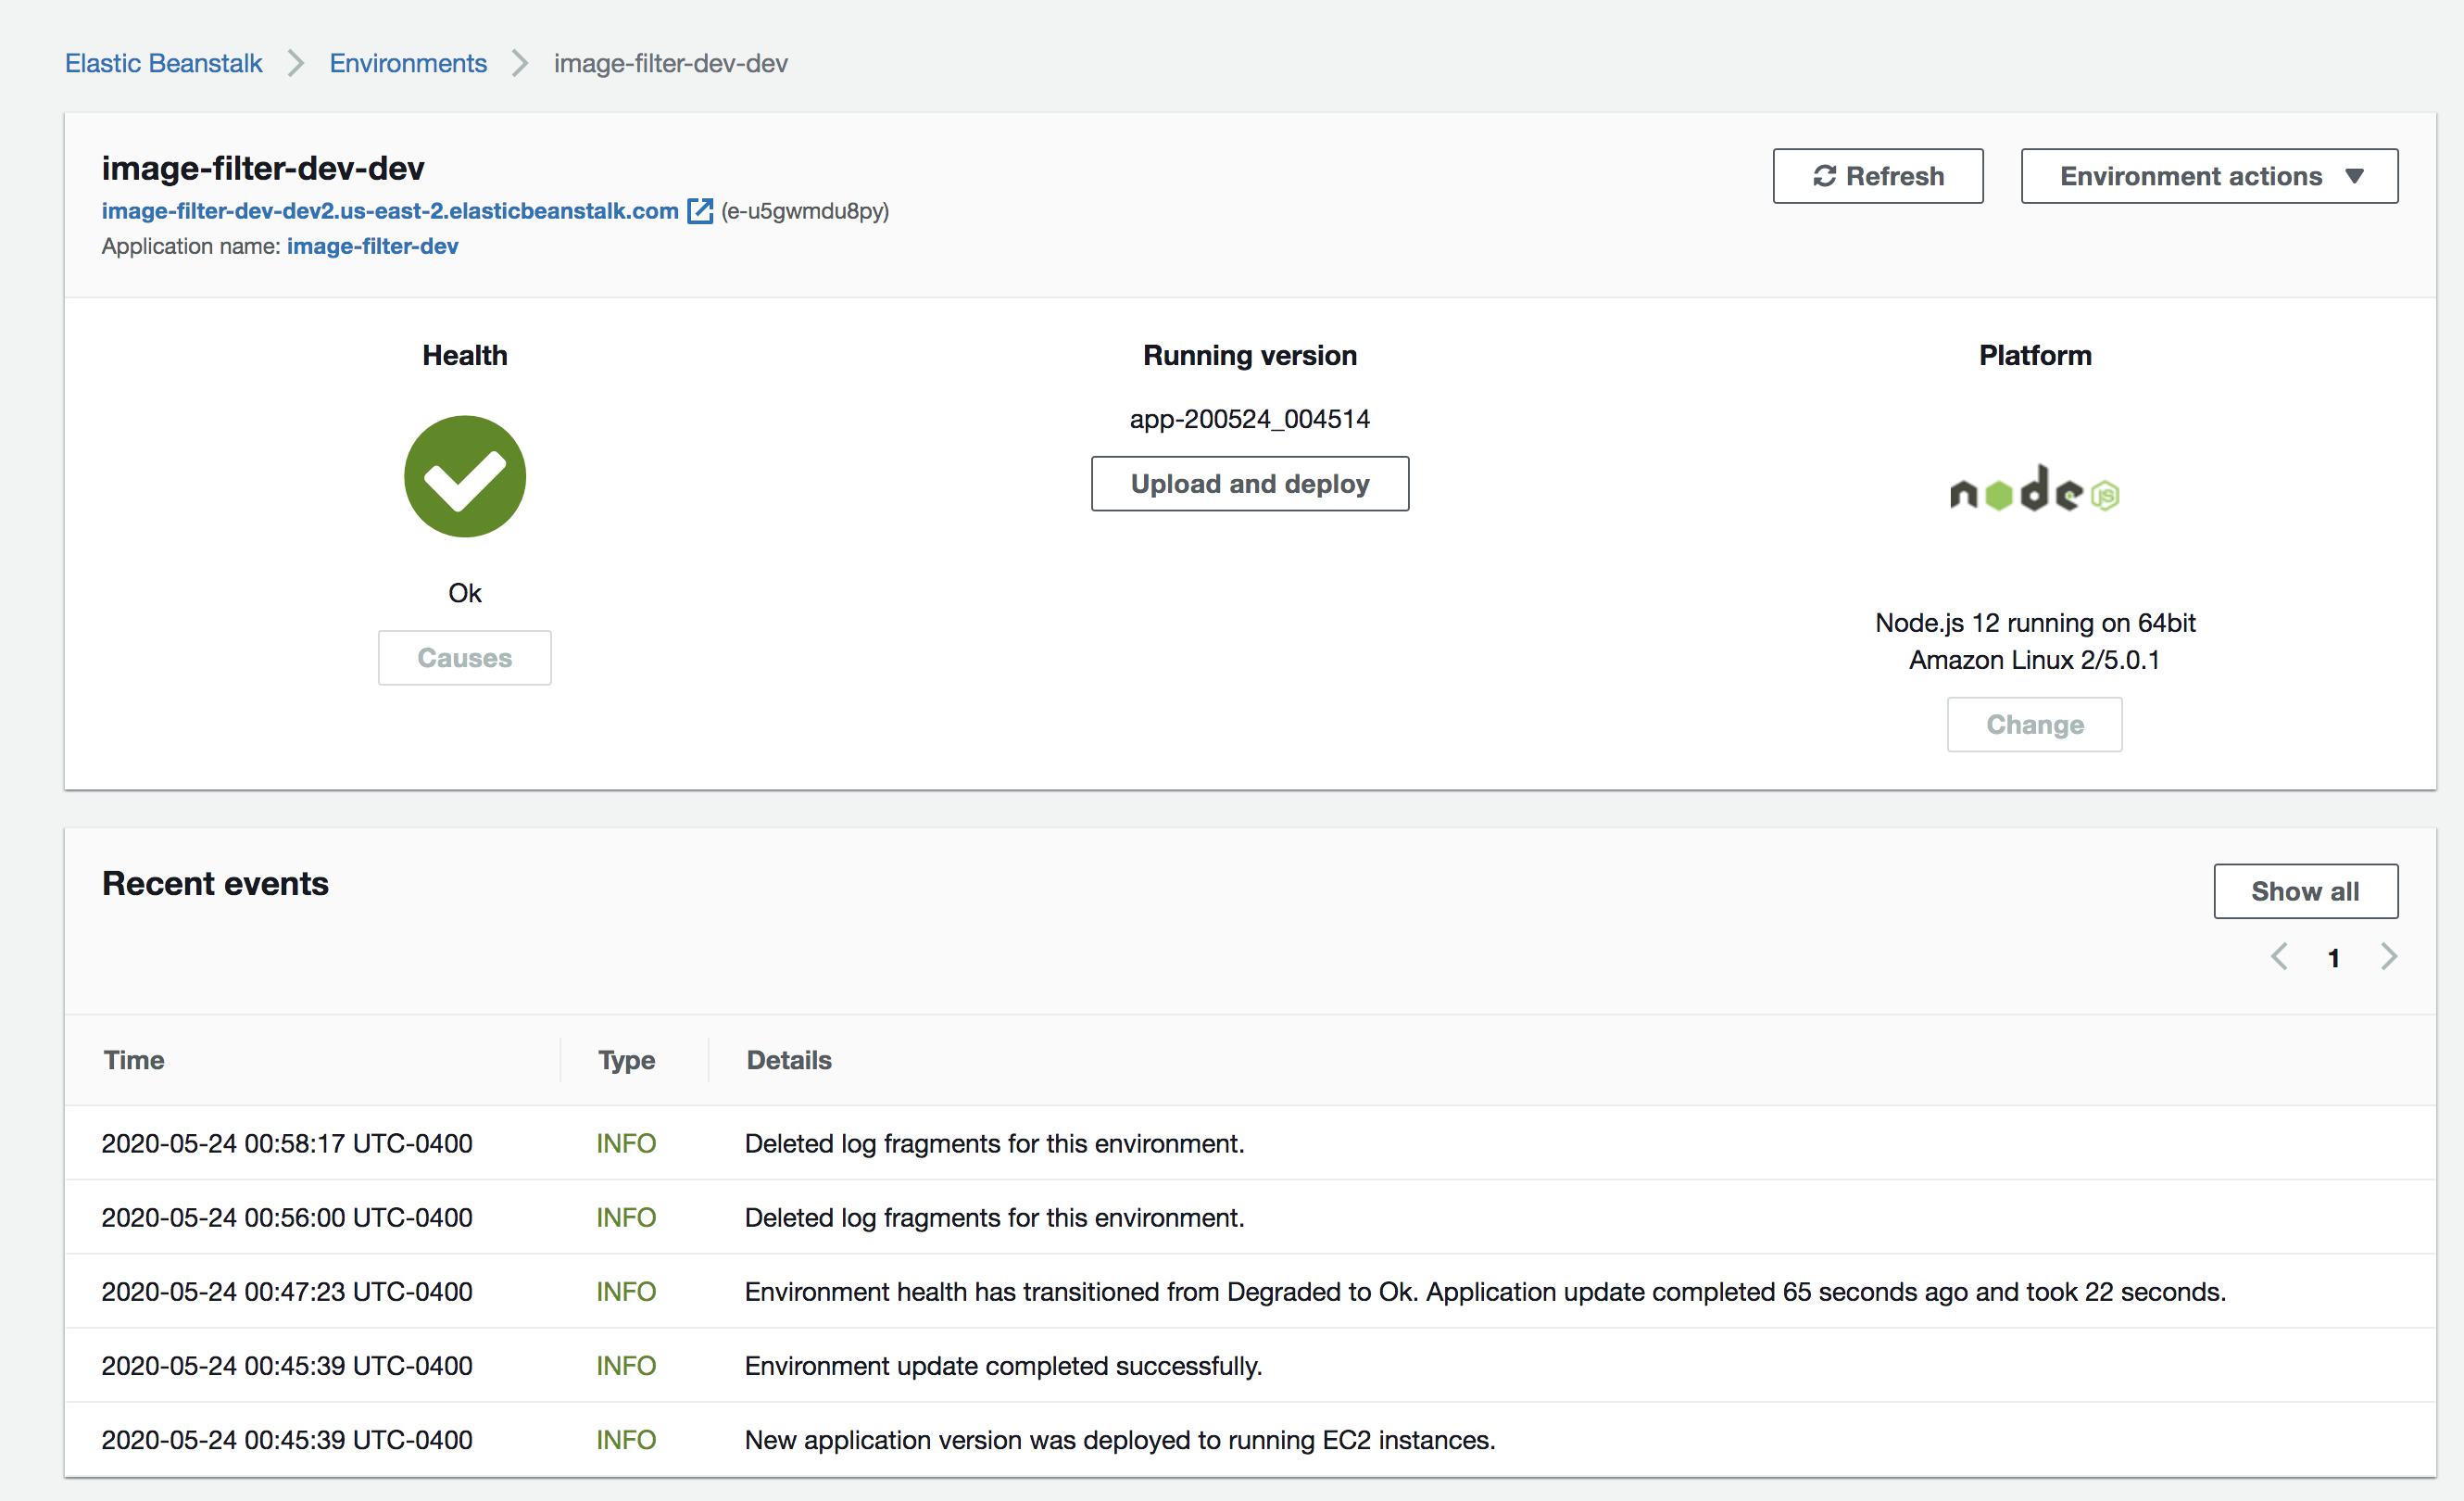 Elastic Beanstalk > Environments > image-filter-dev-dev
image-filter-dev-dev
Refresh
Environment actions ▼
image-filter-dev-dev2.us-east-2.elasticbeanstalk.com (e-u5gwmdu8py)
Application name: image-filter-dev
Health
Ok
Causes
Running version
app-200524_004514
Upload and deploy
Platform
node js
Node.js 12 running on 64bit
Amazon Linux 2/5.0.1
Change
Recent events
Show all
< 1 >
Time Type Details
2020-05-24 00:58:17 UTC-0400 INFO Deleted log fragments for this environment.
2020-05-24 00:56:00 UTC-0400 INFO Deleted log fragments for this environment.
2020-05-24 00:47:23 UTC-0400 INFO Environment health has transitioned from Degraded to Ok. Application update completed 65 seconds ago and took 22 seconds.
2020-05-24 00:45:39 UTC-0400 INFO Environment update completed successfully.
2020-05-24 00:45:39 UTC-0400 INFO New application version was deployed to running EC2 instances.